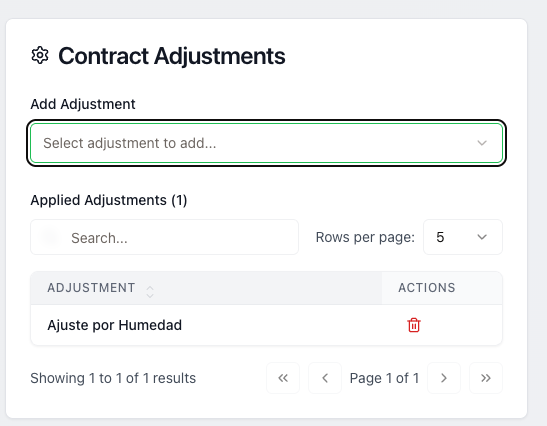 Contract Adjustments
Add Adjustment
Select adjustment to add...
Applied Adjustments (1)
Search... Rows per page: 5
ADJUSTMENT ACTIONS
Ajuste por Humedad
Showing 1 to 1 of 1 results « ‹ Page 1 of 1 › »